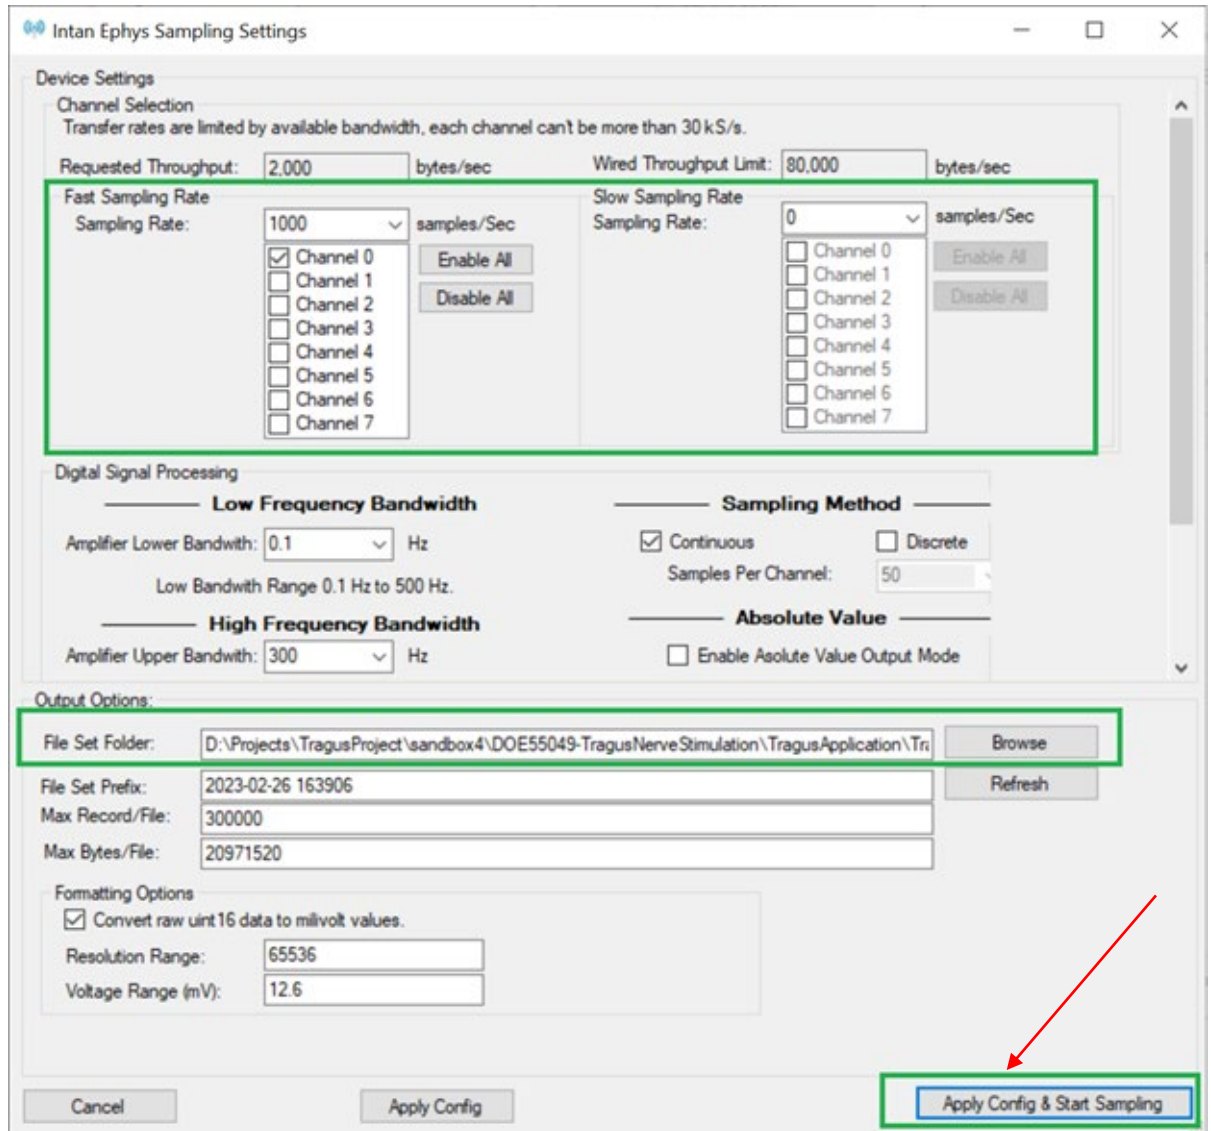 Intan Ephys Sampling Settings
Device Settings
Channel Selection
Transfer rates are limited by available bandwidth, each channel can't be more than 30 kS/s.
Requested Throughput: 2,000 bytes/sec Wired Throughput Limit: 80,000 bytes/sec
Fast Sampling Rate
Sampling Rate: 1000 samples/Sec
Channel 0
Channel 1
Channel 2
Channel 3
Channel 4
Channel 5
Channel 6
Channel 7
Enable All
Disable All
Slow Sampling Rate
Sampling Rate: 0 samples/Sec
Channel 0
Channel 1
Channel 2
Channel 3
Channel 4
Channel 5
Channel 6
Channel 7
Enable All
Disable All
Digital Signal Processing
Low Frequency Bandwidth
Amplifier Lower Bandwith: 0.1 Hz
Low Bandwith Range 0.1 Hz to 500 Hz.
High Frequency Bandwidth
Amplifier Upper Bandwith: 300 Hz
Sampling Method
Continuous Discrete
Samples Per Channel: 50
Absolute Value
Enable Asolute Value Output Mode
Output Options:
File Set Folder: D:\Projects\TragusProject\sandbox4\DOE55049-TragusNerveStimulation\TragusApplication\Tra Browse
File Set Prefix: 2023-02-26 163906 Refresh
Max Record/File: 300000
Max Bytes/File: 20971520
Formatting Options
Convert raw uint16 data to milivolt values.
Resolution Range: 65536
Voltage Range (mV): 12.6
Cancel Apply Config Apply Config & Start Sampling